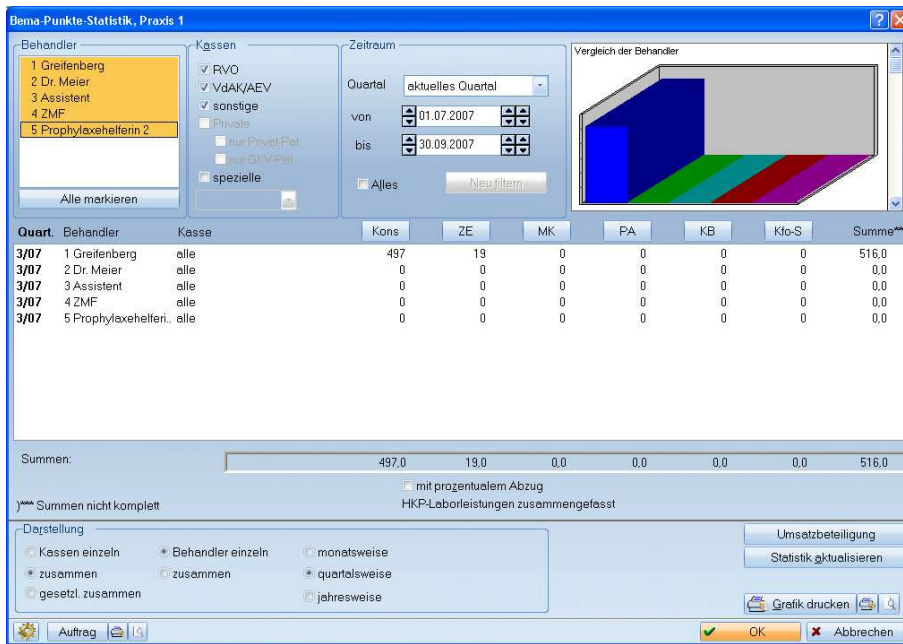 Bema-Punkte-Statistik, Praxis 1
Behandler
1 Greifenberg
2 Dr. Meier
3 Assistent
4 ZMF
5 Prophylaxehelferin 2
Alle markieren
Kassen
RVO
VdAK/AEV
sonstige
Private
nur Privat-Pat.
nur GKV-Pat.
spezielle
Zeitraum
Quartal aktuelles Quartal
von 01.07.2007
bis 30.09.2007
Alles Neu filtern
Vergleich der Behandler
Quart. Behandler Kasse Kons ZE MK PA KB Kfo-S Summe***
3/07 1 Greifenberg alle 497 19 0 0 0 0 516,0
3/07 2 Dr. Meier alle 0 0 0 0 0 0 0,0
3/07 3 Assistent alle 0 0 0 0 0 0 0,0
3/07 4 ZMF alle 0 0 0 0 0 0 0,0
3/07 5 Prophylaxehelferi.. alle 0 0 0 0 0 0 0,0
Summen: 497,0 19,0 0,0 0,0 0,0 0,0 516,0
mit prozentualem Abzug
)*** Summen nicht komplett HKP-Laborleistungen zusammengefasst
Darstellung
Kassen einzeln Behandler einzeln monatsweise
zusammen zusammen quartalsweise
gesetzl. zusammen jahresweise
Umsatzbeteiligung
Statistik aktualisieren
Grafik drucken
Auftrag OK Abbrechen